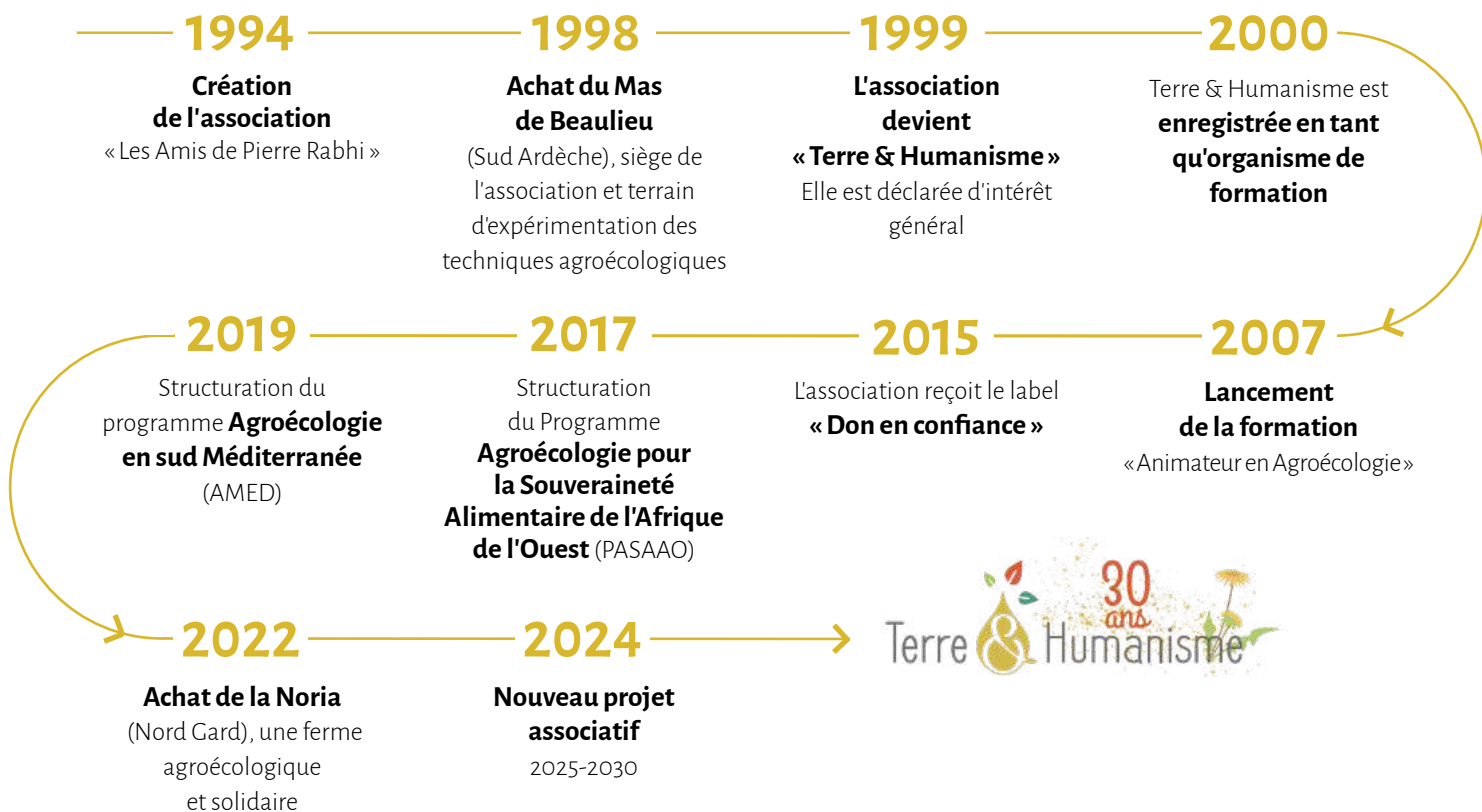 1994
Création
de l'association
« Les Amis de Pierre Rabhi »
1998
Achat du Mas
de Beaulieu
(Sud Ardèche), siège de
l'association et terrain
d'expérimentation des
techniques agroécologiques
1999
L'association
devient
« Terre & Humanisme »
Elle est déclarée d'intérêt
général
2000
Terre & Humanisme est
enregistrée en tant
qu'organisme de
formation
2007
Lancement
de la formation
« Animateur en Agroécologie »
2015
L'association reçoit le label
« Don en confiance »
2017
Structuration
du Programme
Agroécologie pour
la Souveraineté
Alimentaire de l'Afrique
de l'Ouest (PASAAO)
2019
Structuration du
programme Agroécologie
en sud Méditerranée
(AMED)
2022
Achat de la Noria
(Nord Gard), une ferme
agroécologique
et solidaire
2024
Nouveau projet
associatif
2025-2030
30
ans
Terre & Humanisme